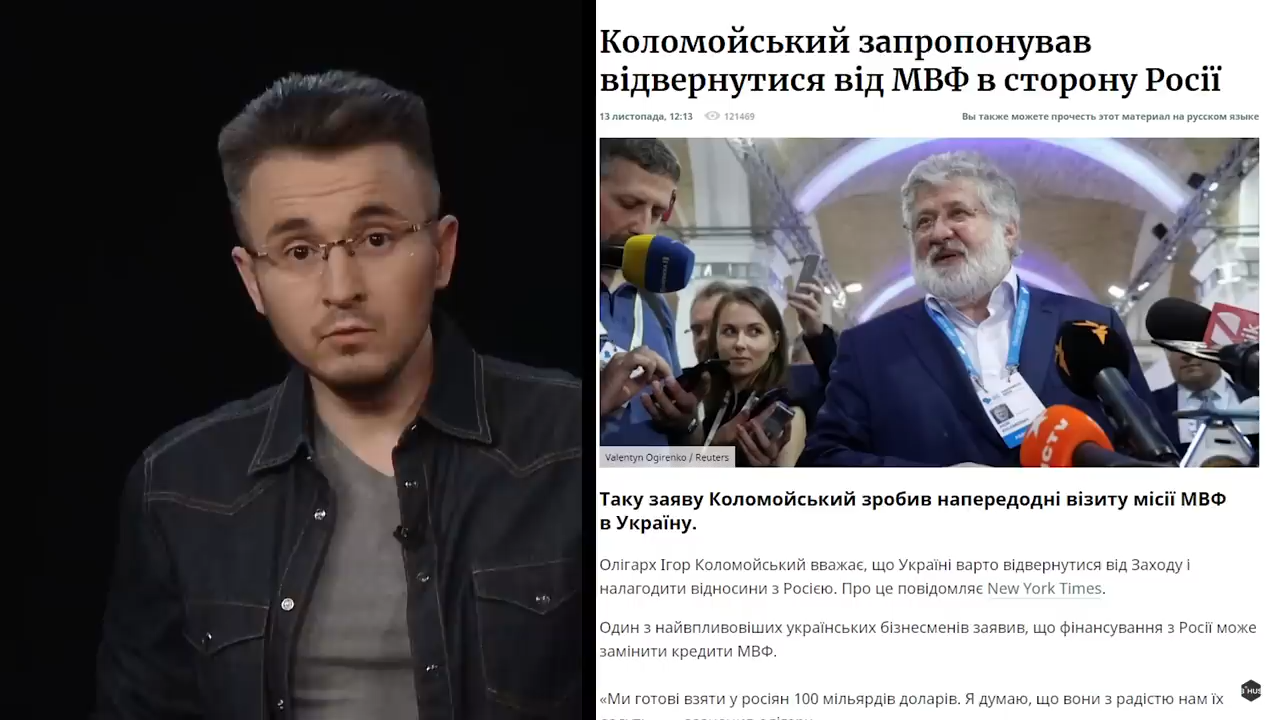 Коломойський запропонував
відвернутися від МВФ в сторону Росії
13 листопада, 12:13 121469 Вы также можете прочесть этот материал на русском языке
Valentyn Ogirenko / Reuters
Таку заяву Коломойський зробив напередодні візиту місії МВФ
в Україну.
Олігарх Ігор Коломойський вважає, що Україні варто відвернутися від Заходу і
налагодити відносини з Росією. Про це повідомляє New York Times.
Один з найвпливовіших українських бізнесменів заявив, що фінансування з Росії може
замінити кредити МВФ.
«Ми готові взяти у росіян 100 мільярдів доларів. Я думаю, що вони з радістю нам їх